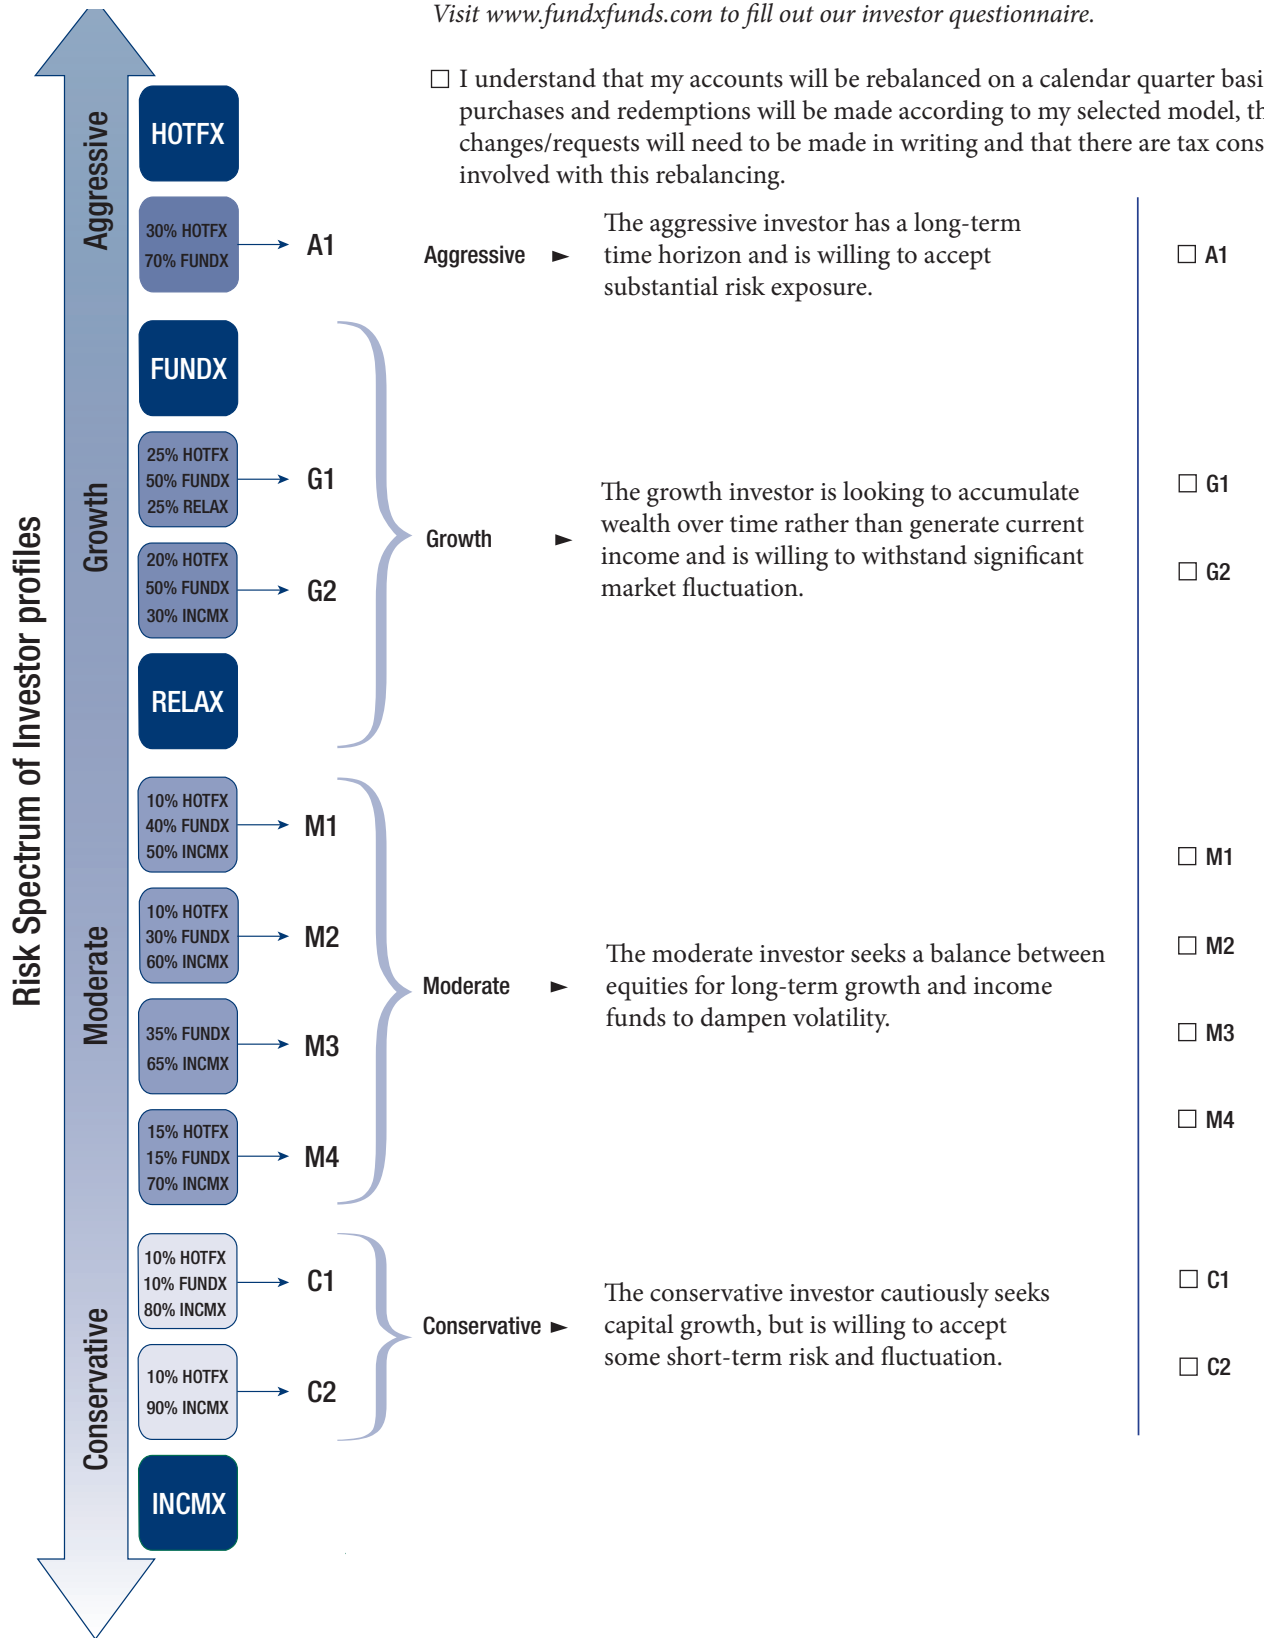 Visit www.fundxfunds.com to fill out our investor questionnaire.
I understand that my accounts will be rebalanced on a calendar quarter basi
purchases and redemptions will be made according to my selected model, th
changes/requests will need to be made in writing and that there are tax cons
involved with this rebalancing.
Risk Spectrum of Investor profiles
Aggressive
Growth
Moderate
Conservative
HOTFX
30% HOTFX
70% FUNDX
A1
Aggressive
The aggressive investor has a long-term
time horizon and is willing to accept
substantial risk exposure.
A1
FUNDX
25% HOTFX
50% FUNDX
25% RELAX
G1
20% HOTFX
50% FUNDX
30% INCMX
G2
RELAX
Growth
The growth investor is looking to accumulate
wealth over time rather than generate current
income and is willing to withstand significant
market fluctuation.
G1
G2
10% HOTFX
40% FUNDX
50% INCMX
M1
10% HOTFX
30% FUNDX
60% INCMX
M2
35% FUNDX
65% INCMX
M3
15% HOTFX
15% FUNDX
70% INCMX
M4
Moderate
The moderate investor seeks a balance between
equities for long-term growth and income
funds to dampen volatility.
M1
M2
M3
M4
10% HOTFX
10% FUNDX
80% INCMX
C1
10% HOTFX
90% INCMX
C2
Conservative
The conservative investor cautiously seeks
capital growth, but is willing to accept
some short-term risk and fluctuation.
C1
C2
INCMX